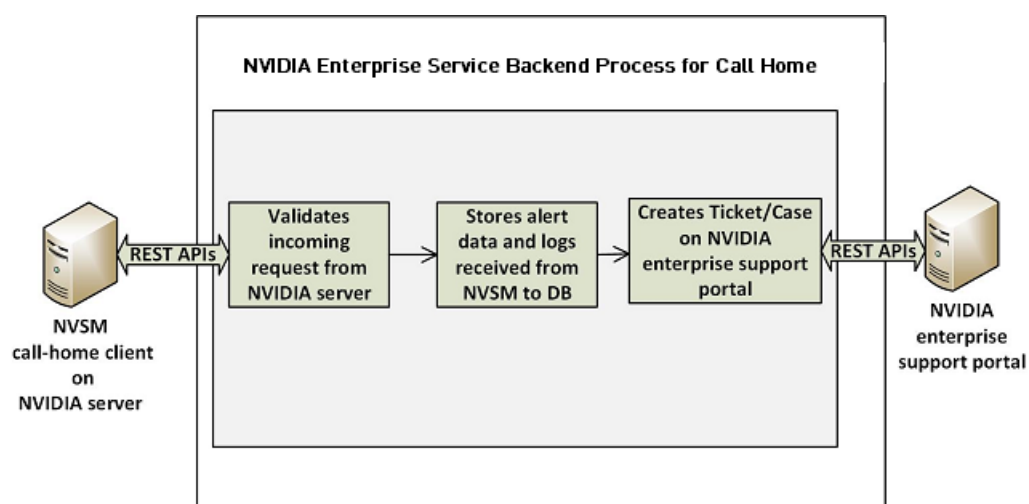 NVIDIA Enterprise Service Backend Process for Call Home
Validates
incoming
request from
NVIDIA server
Stores alert
data and logs
received from
NVSM to DB
Creates Ticket/Case
on NVIDIA
enterprise support
portal
REST APIs
REST APIs
NVSM
call-home client
on
NVIDIA server
NVIDIA
enterprise
support portal